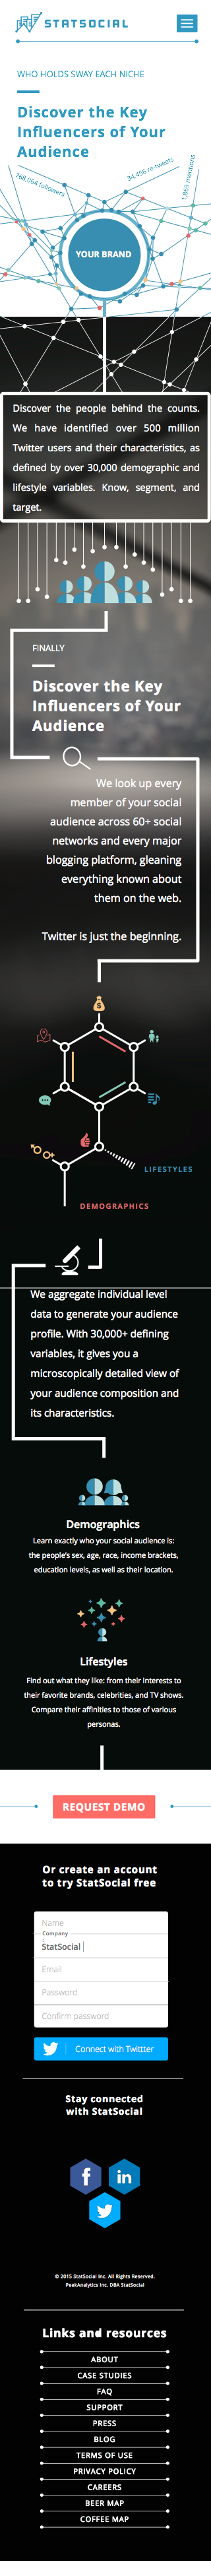 STATSOCIAL
WHO HOLDS SWAY EACH NICHE
Discover the Key
Influencers of Your
Audience
768,064 followers
34,456 re-tweets
1,869 mentions
YOUR BRAND
Discover the people behind the counts.
We have identified over 500 million
Twitter users and their characteristics, as
defined by over 30,000 demographic and
lifestyle variables. Know, segment, and
target.
FINALLY
Discover the Key
Influencers of Your
Audience
We look up every
member of your social
audience across 60+ social
networks and every major
blogging platform, gleaning
everything known about
them on the web.
Twitter is just the beginning.
$
LIFESTYLES
DEMOGRAPHICS
We aggregate individual level
data to generate your audience
profile. With 30,000+ defining
variables, it gives you a
microscopically detailed view of
your audience composition and
its characteristics.
Demographics
Learn exactly who your social audience is:
the people's sex, age, race, income brackets,
education levels, as well as their location.
Lifestyles
Find out what they like: from their interests to
their favorite brands, celebrities, and TV shows.
Compare their affinities to those of various
personas.
REQUEST DEMO
Or create an account
to try StatSocial free
Name
Company
StatSocial
Email
Password
Confirm password
Connect with Twittter
Stay connected
with StatSocial
© 2015 StatSocial Inc. All Rights Reserved.
PeekAnalytics Inc. DBA StatSocial
Links and resources
ABOUT
CASE STUDIES
FAQ
SUPPORT
PRESS
BLOG
TERMS OF USE
PRIVACY POLICY
CAREERS
BEER MAP
COFFEE MAP